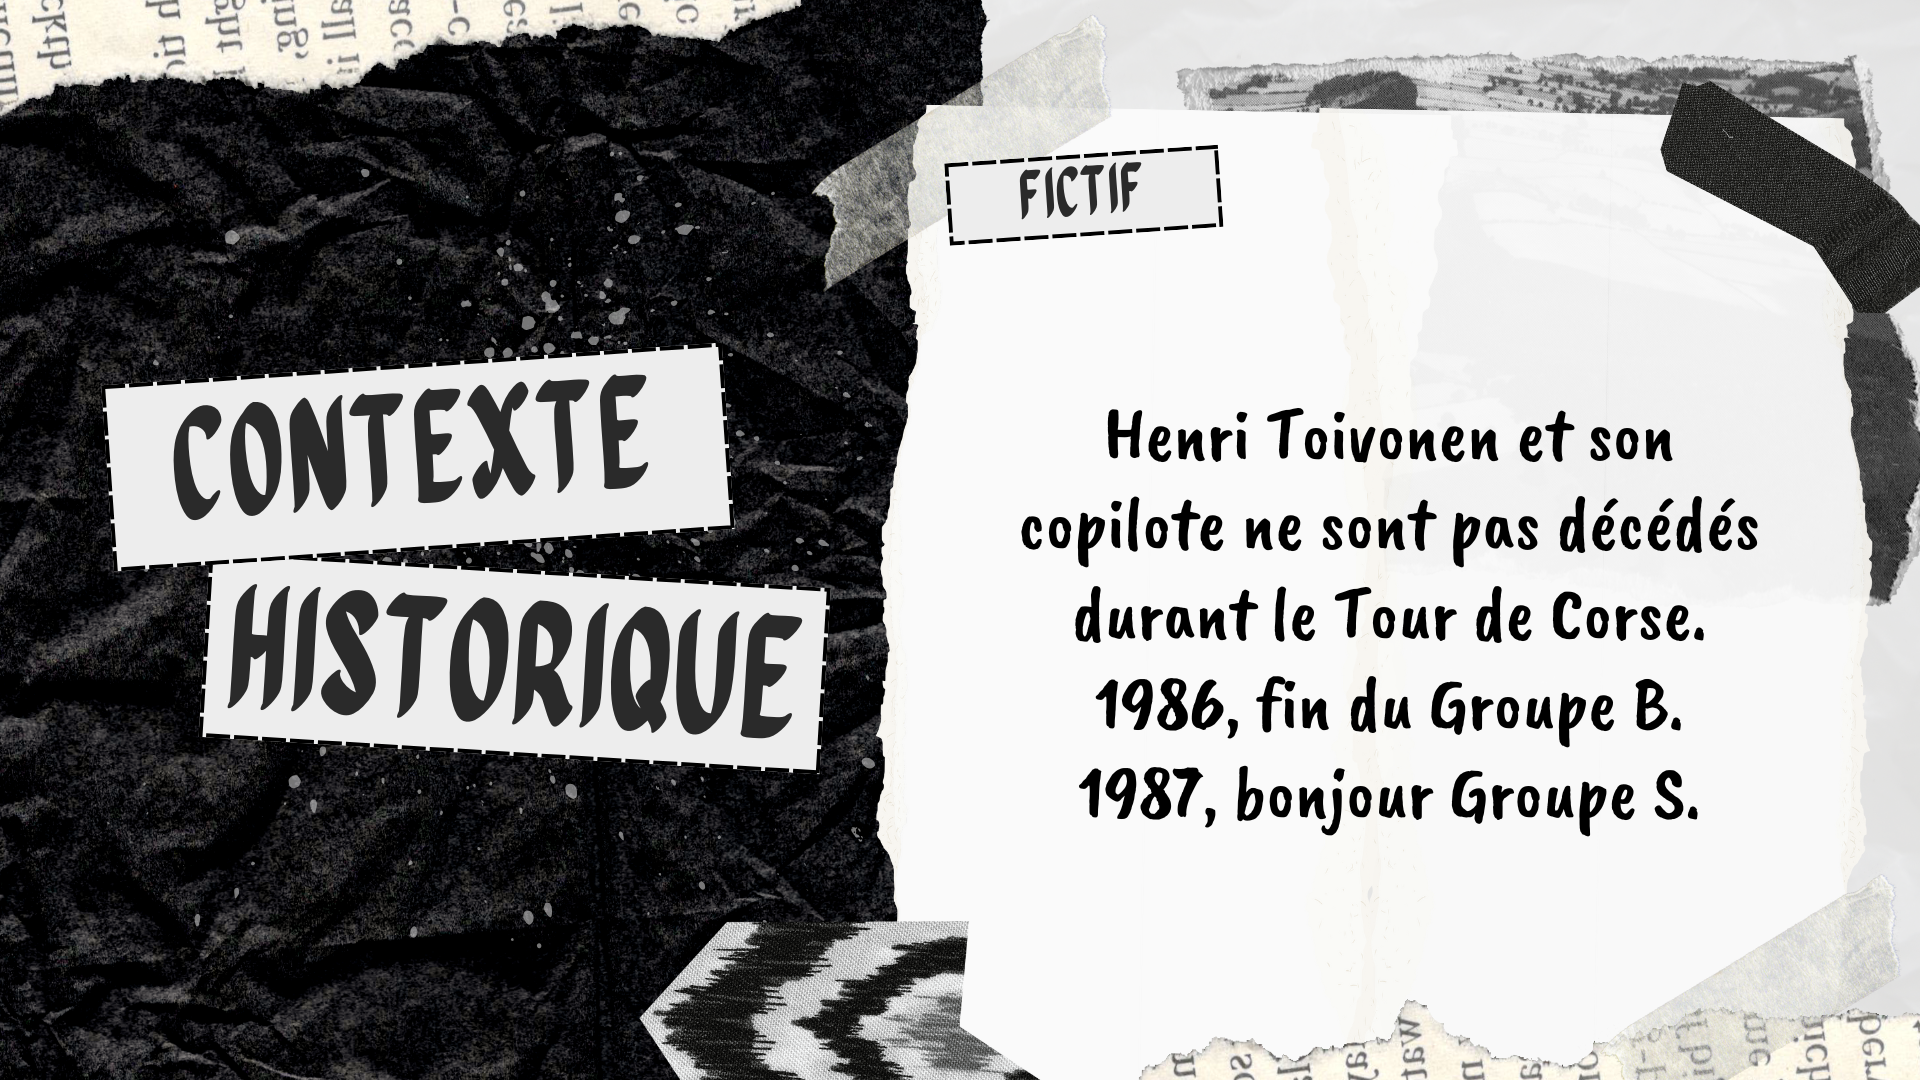 CONTEXTE
HISTORIQUE
FICTIF
Henri Toivonen et son
copilote ne sont pas décédés
durant le Tour de Corse.
1986, fin du Groupe B.
1987, bonjour Groupe S.